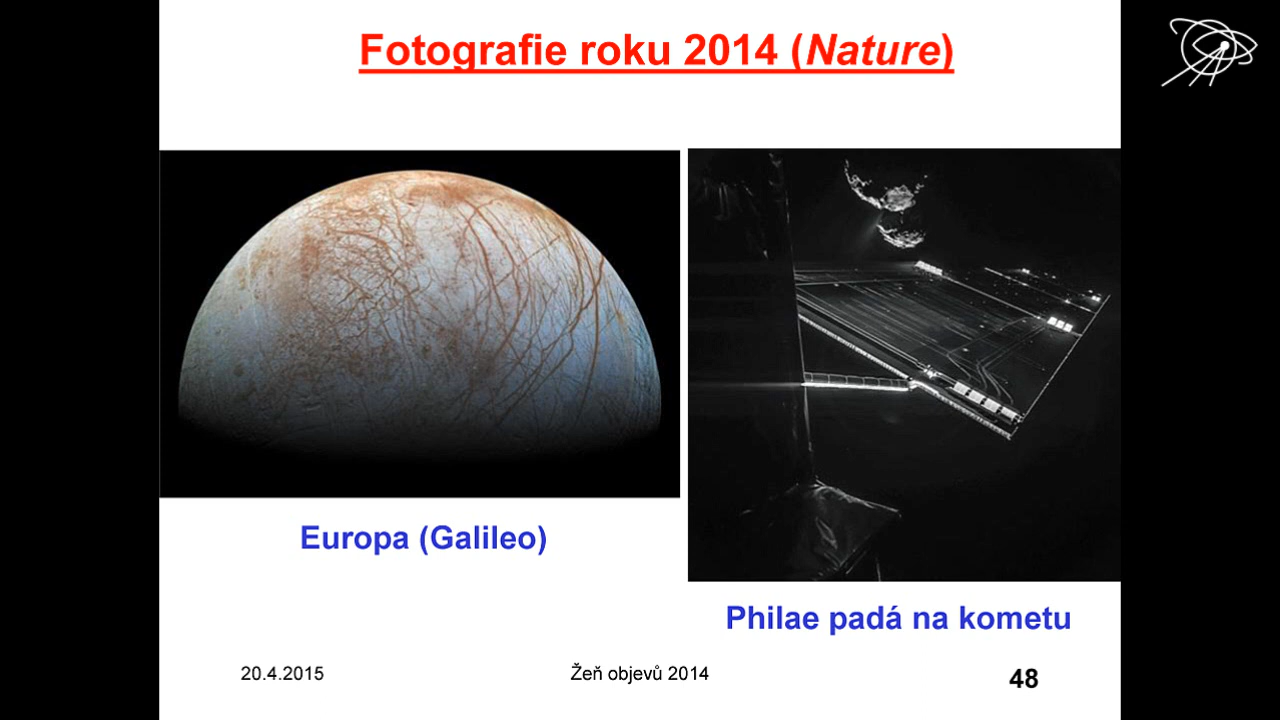 Fotografie roku 2014 (Nature)
Europa (Galileo)
Philae padá na kometu
20.4.2015
Žeň objevů 2014
48